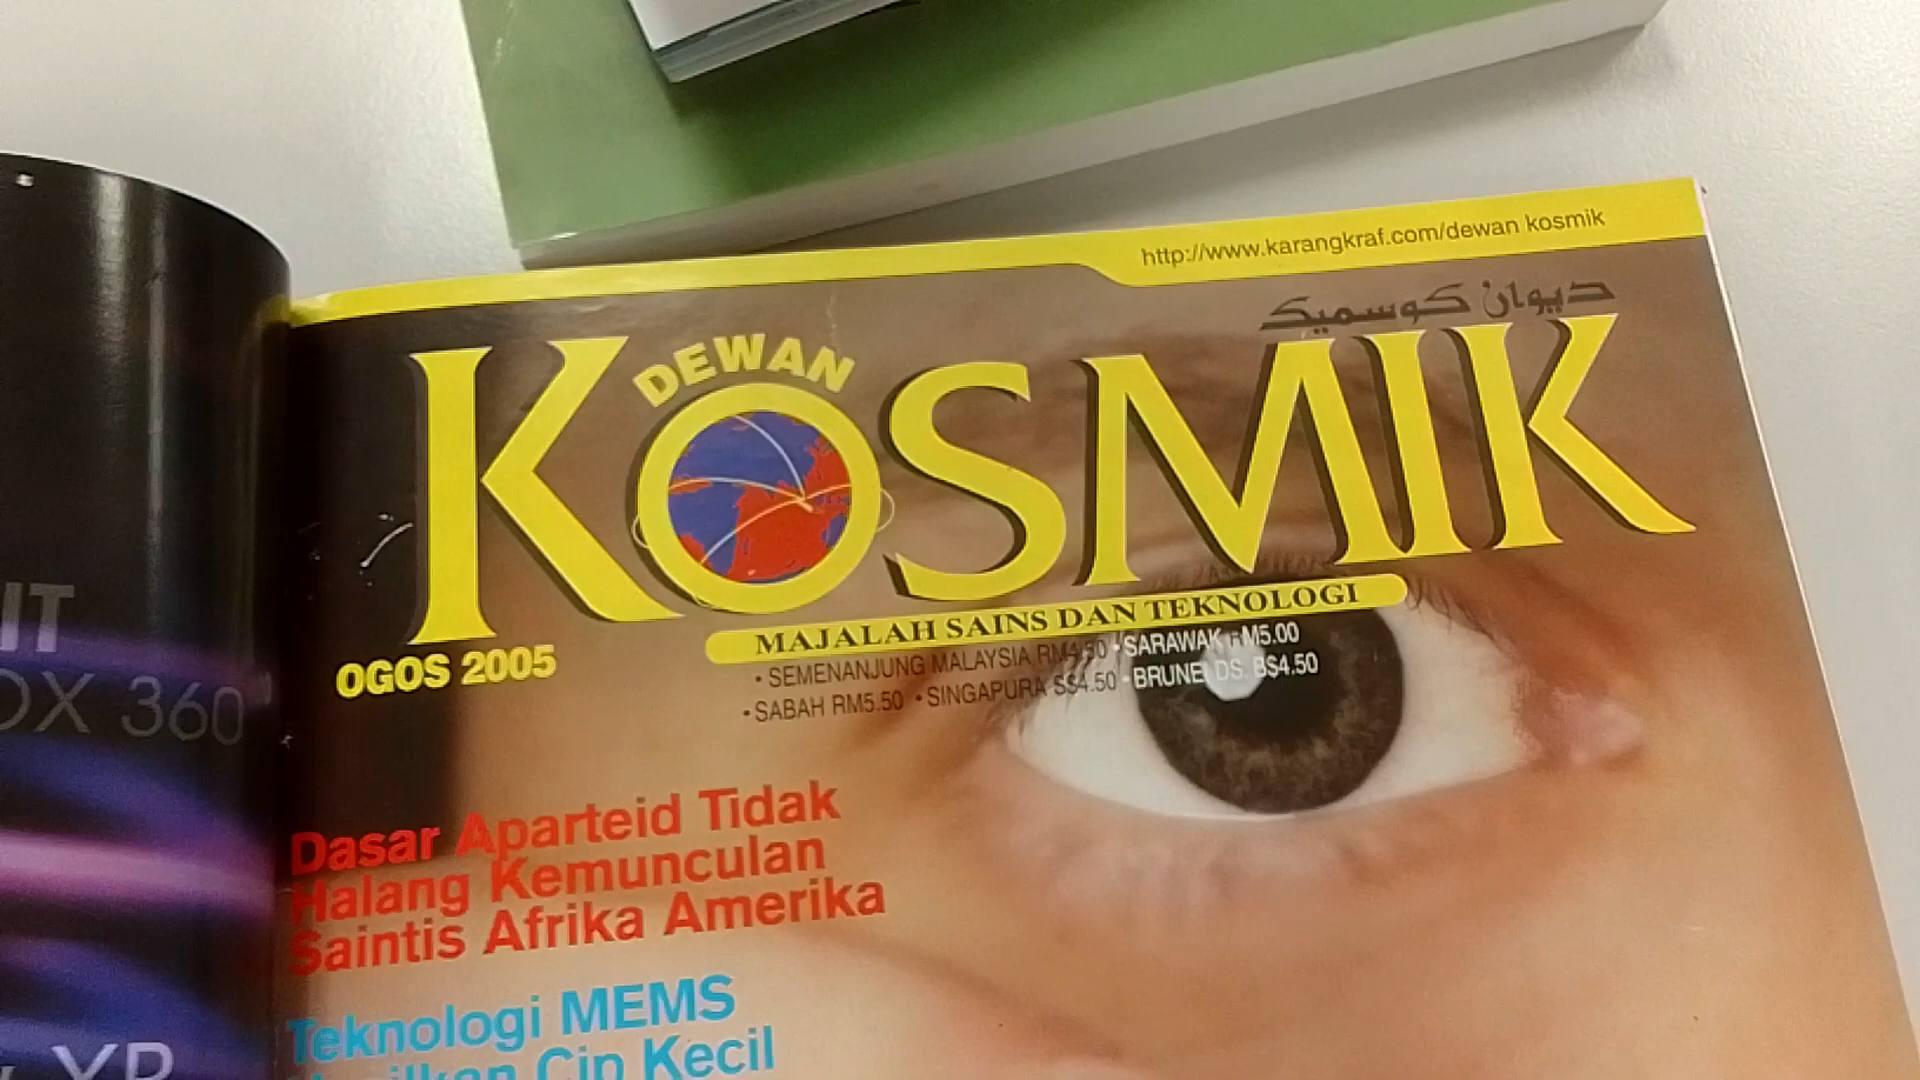 http://www.karangkraf.com/dewan kosmik
ديوان كوسميك
DEWAN
KOSMIK
MAJALAH SAINS DAN TEKNOLOGI
OGOS 2005
• SEMENANJUNG MALAYSIA RM4.50 • SARAWAK RM5.00
• SABAH RM5.50 • SINGAPURA S$4.50 • BRUNEI DS. B$4.50
Dasar Aparteid Tidak
Halang Kemunculan
Saintis Afrika Amerika
Teknologi MEMS
Cip Kecil
IT
OX 360
XP